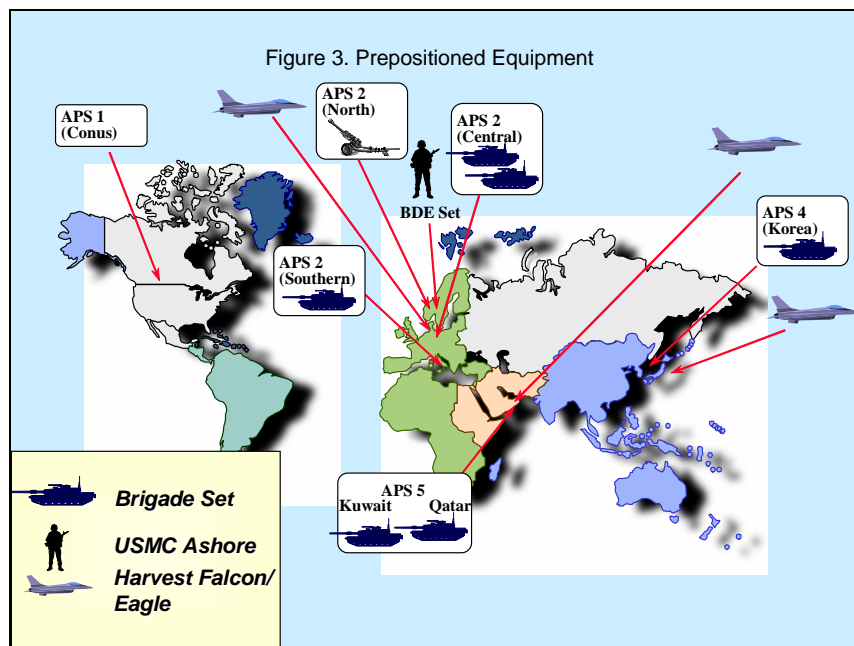 Figure 3. Prepositioned Equipment
APS 1
(Conus)
APS 2
(North)
APS 2
(Central)
BDE Set
APS 4
(Korea)
APS 2
(Southern)
APS 5
Kuwait
Qatar
Brigade Set
USMC Ashore
Harvest Falcon/
Eagle